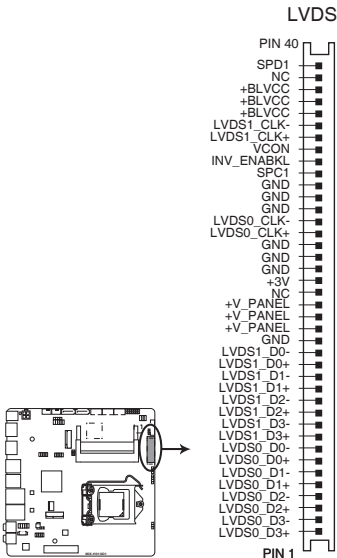 LVDS
PIN 40
SPD1
NC
+BLVCC
+BLVCC
+BLVCC
LVDS1_CLK-
LVDS1_CLK+
VCON
INV_ENABKL
SPC1
GND
GND
GND
LVDS0_CLK-
LVDS0_CLK+
GND
GND
GND
+3V
NC
+V_PANEL
+V_PANEL
+V_PANEL
GND
LVDS1_D0-
LVDS1_D0+
LVDS1_D1-
LVDS1_D1+
LVDS1_D2-
LVDS1_D2+
LVDS1_D3-
LVDS1_D3+
LVDS0_D0-
LVDS0_D0+
LVDS0_D1-
LVDS0_D1+
LVDS0_D2-
LVDS0_D2+
LVDS0_D3-
LVDS0_D3+
PIN 1